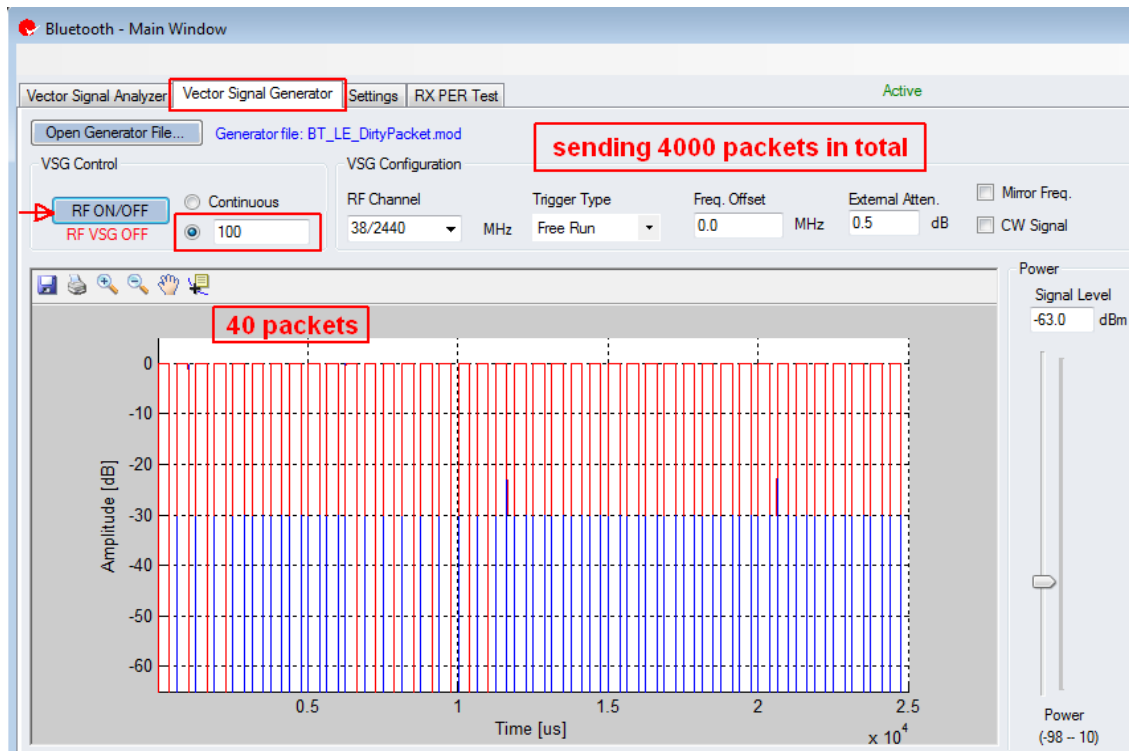 Bluetooth - Main Window
Vector Signal Analyzer Vector Signal Generator Settings RX PER Test Active
Open Generator File... Generator file: BT_LE_DirtyPacket.mod
sending 4000 packets in total
VSG Control VSG Configuration
RF Channel Trigger Type Freq. Offset External Atten. Mirror Freq.
RF ON/OFF Continuous
38/2440 MHz Free Run 0.0 MHz 0.5 dB CW Signal
RF VSG OFF 100
Power
Signal Level
-63.0 dBm
40 packets
0
-10
-20
-30
-40
-50
-60
Amplitude [dB]
0.5 1 1.5 2 2.5
Time [us] x 10^4
Power
(-98 -- 10)